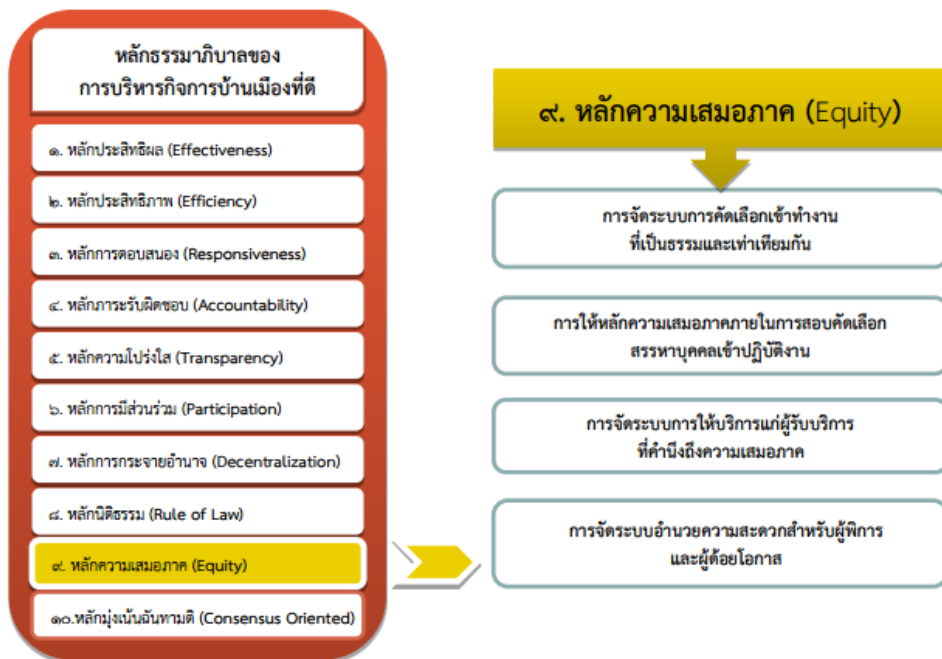 หลักธรรมาภิบาลของ
การบริหารกิจการบ้านเมืองที่ดี
๑. หลักประสิทธิผล (Effectiveness)
๒. หลักประสิทธิภาพ (Efficiency)
๓. หลักการตอบสนอง (Responsiveness)
๔. หลักภาระรับผิดชอบ (Accountability)
๕. หลักความโปร่งใส (Transparency)
๖. หลักการมีส่วนร่วม (Participation)
๗. หลักการกระจายอำนาจ (Decentralization)
๘. หลักนิติธรรม (Rule of Law)
๙. หลักความเสมอภาค (Equity)
๑๐.หลักมุ่งเน้นฉันทามติ (Consensus Oriented)
๙. หลักความเสมอภาค (Equity)
การจัดระบบการคัดเลือกเข้าทำงาน
ที่เป็นธรรมและเท่าเทียมกัน
การให้หลักความเสมอภาคภายในการสอบคัดเลือก
สรรหาบุคคลเข้าปฏิบัติงาน
การจัดระบบการให้บริการแก่ผู้รับบริการ
ที่คำนึงถึงความเสมอภาค
การจัดระบบอำนวยความสะดวกสำหรับผู้พิการ
และผู้ด้อยโอกาส